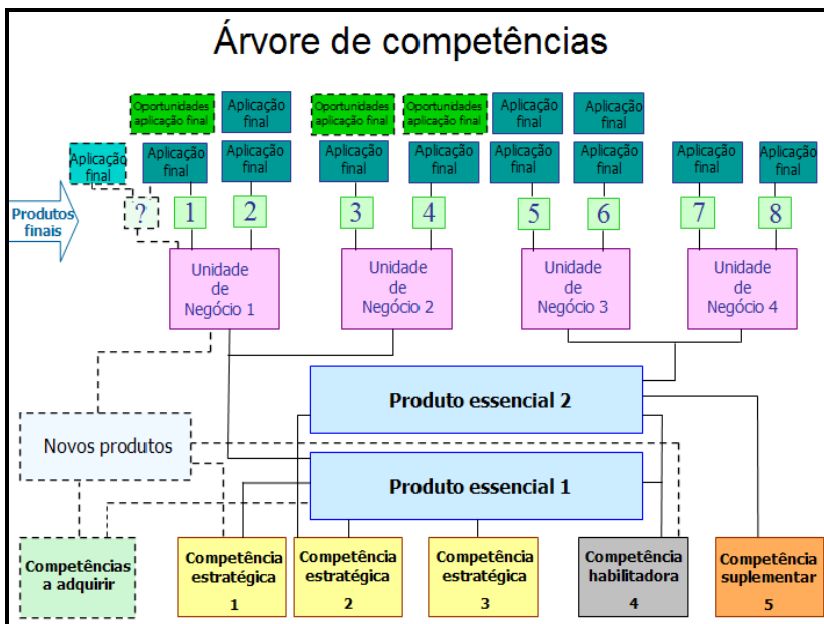 Árvore de competências
Oportunidades
aplicação final
Aplicação
final
Oportunidades
aplicação final
Oportunidades
aplicação final
Aplicação
final
Aplicação
final
Aplicação
final
Aplicação
final
Aplicação
final
Aplicação
final
Aplicação
final
Aplicação
final
Aplicação
final
Aplicação
final
Aplicação
final
Produtos
finais
?
1
2
3
4
5
6
7
8
Unidade
de
Negócio 1
Unidade
de
Negócio 2
Unidade
de
Negócio 3
Unidade
de
Negócio 4
Produto essencial 2
Novos produtos
Produto essencial 1
Competências
a adquirir
Competência
estratégica
1
Competência
estratégica
2
Competência
estratégica
3
Competência
habilitadora
4
Competência
suplementar
5